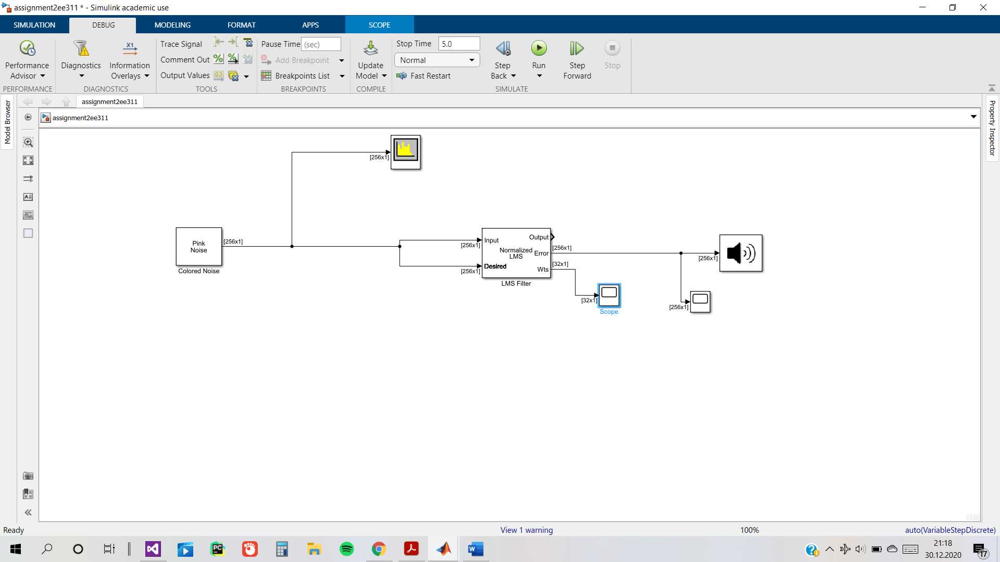 assignment2ee311 * - Simulink academic use
SIMULATION DEBUG MODELING FORMAT APPS SCOPE
Performance Advisor
PERFORMANCE
Diagnostics
Information Overlays
DIAGNOSTICS
Trace Signal
Comment Out
Output Values
TOOLS
Pause Time (sec)
Add Breakpoint
Breakpoints List
BREAKPOINTS
Update Model
COMPILE
Stop Time 5.0
Normal
Fast Restart
Step Back
Run
Step Forward
Stop
SIMULATE
Model Browser
assignment2ee311
assignment2ee311
Property Inspector
[256x1]
Pink
Noise
Colored Noise
[256x1]
[256x1]
[256x1]
Input
Desired
Normalized
LMS
Output
Error
Wts
LMS Filter
[256x1]
[32x1]
[32x1]
Scope
[256x1]
[256x1]
Ready
View 1 warning
100%
auto(VariableStepDiscrete)
21:18
30.12.2020
17